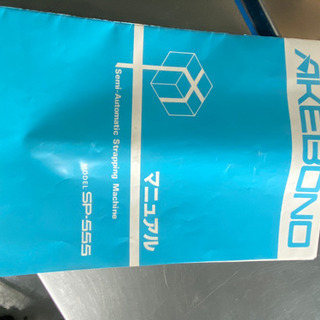 AKEBONO
マニュアル
Semi-Automatic Strapping Machine
MODEL SP-555